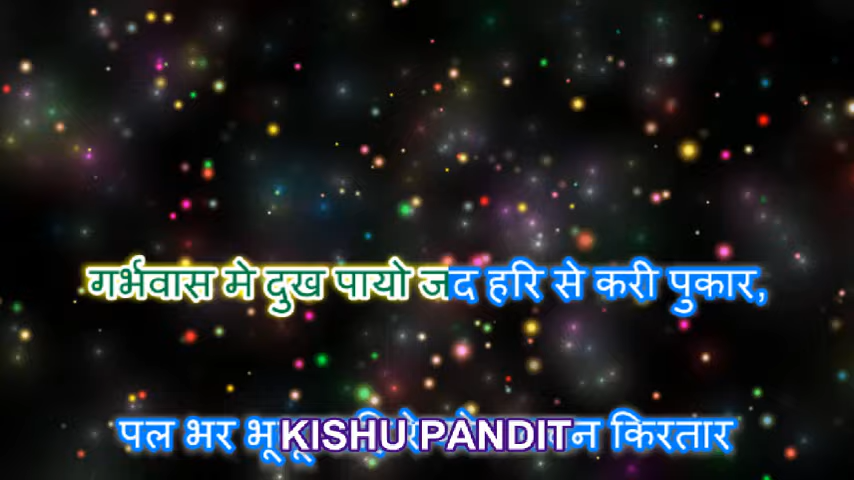 गर्भवास मे दुख पायो जद हरि से करी पुकार,
पल भर किरतार
KISHU PANDIT